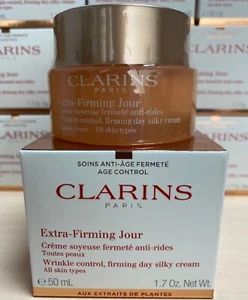 CLARINS
PARIS
Extra-Firming Jour
Crème soyeuse fermeté anti-rides
Wrinkle control, firming day silky cream
Toutes peaux - All skin types
SOINS ANTI-ÂGE FERMETÉ
AGE CONTROL
CLARINS
PARIS
Extra-Firming Jour
Crème soyeuse fermeté anti-rides
Toutes peaux
Wrinkle control, firming day silky cream
All skin types
50 mL 1.7 Oz. Net Wt.
AUX EXTRAITS DE PLANTES